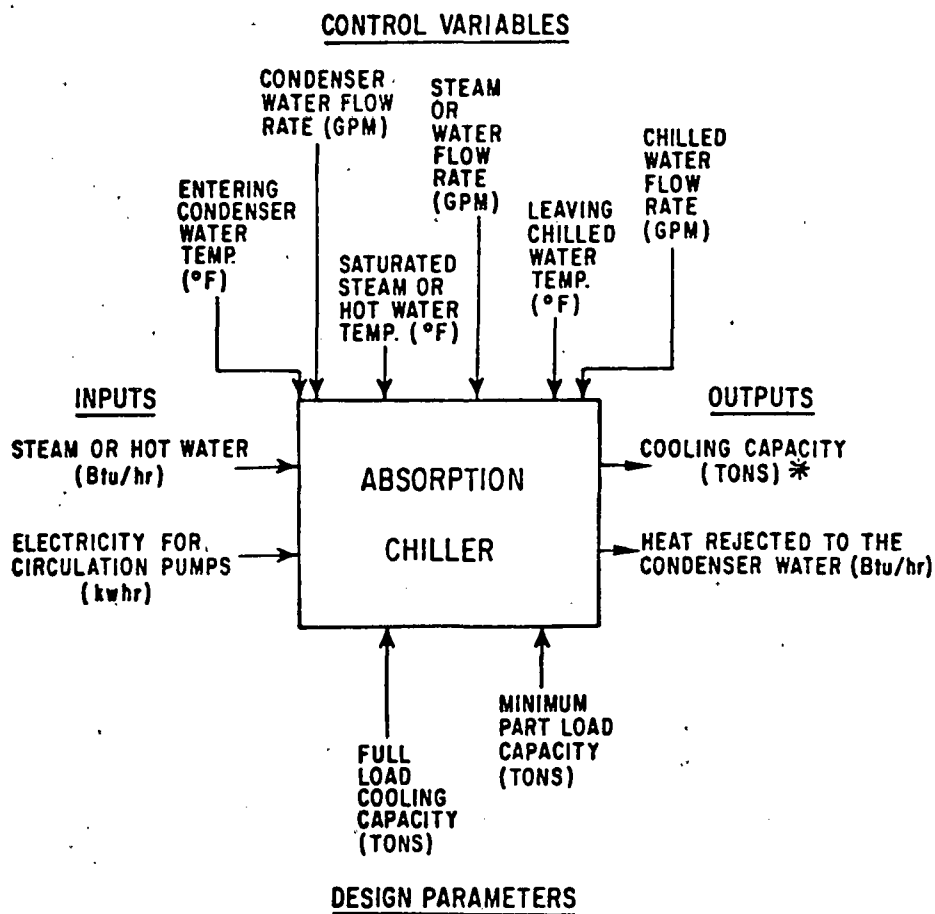 CONTROL VARIABLES
CONDENSER
WATER FLOW
RATE (GPM)
STEAM
OR
WATER
FLOW
RATE
(GPM)
CHILLED
WATER
FLOW
RATE
(GPM)
ENTERING
CONDENSER
WATER
TEMP.
(°F)
SATURATED
STEAM OR
HOT WATER
TEMP. (°F)
LEAVING
CHILLED
WATER
TEMP.
(°F)
INPUTS
STEAM OR HOT WATER
(Btu/hr)
ELECTRICITY FOR
CIRCULATION PUMPS
(kwhr)
ABSORPTION
CHILLER
OUTPUTS
COOLING CAPACITY
(TONS) *
HEAT REJECTED TO THE
CONDENSER WATER (Btu/hr)
FULL
LOAD
COOLING
CAPACITY
(TONS)
MINIMUM
PART LOAD
CAPACITY
(TONS)
DESIGN PARAMETERS